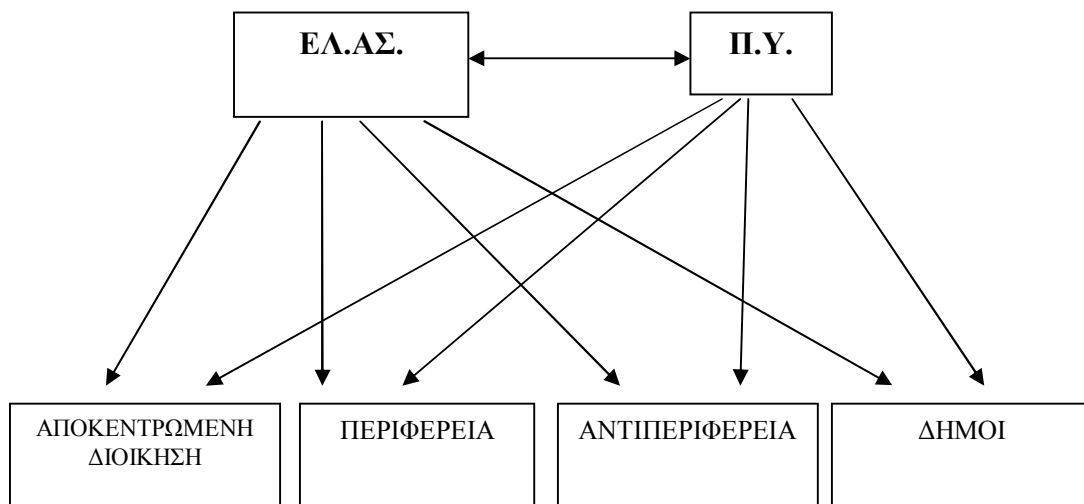 ΕΛ.ΑΣ.
Π.Υ.
ΑΠΟΚΕΝΤΡΩΜΕΝΗ
ΔΙΟΙΚΗΣΗ
ΠΕΡΙΦΕΡΕΙΑ
ΑΝΤΙΠΕΡΙΦΕΡΕΙΑ
ΔΗΜΟΙ